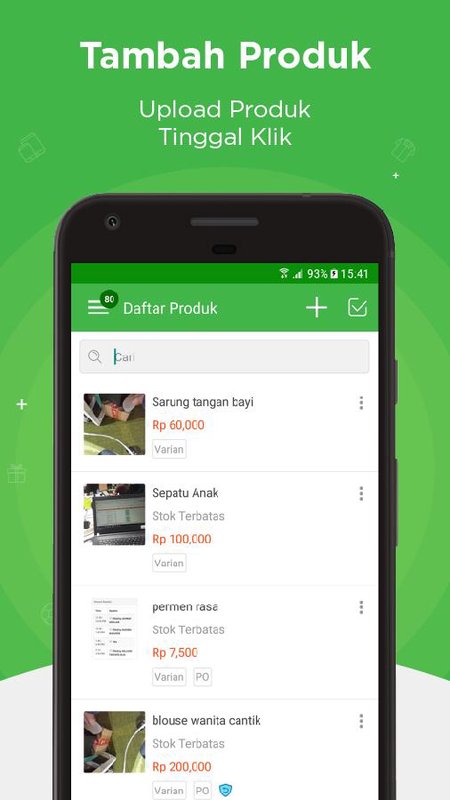 Tambah Produk
Upload Produk
Tinggal Klik
93% 15.41
80
Daftar Produk
Cari
Sarung tangan bayi
Rp 60,000
Varian
Sepatu Anak
Stok Terbatas
Rp 100,000
Varian
permen rasa
Stok Terbatas
Rp 7,500
Varian PO
blouse wanita cantik
Stok Terbatas
Rp 200,000
Varian PO